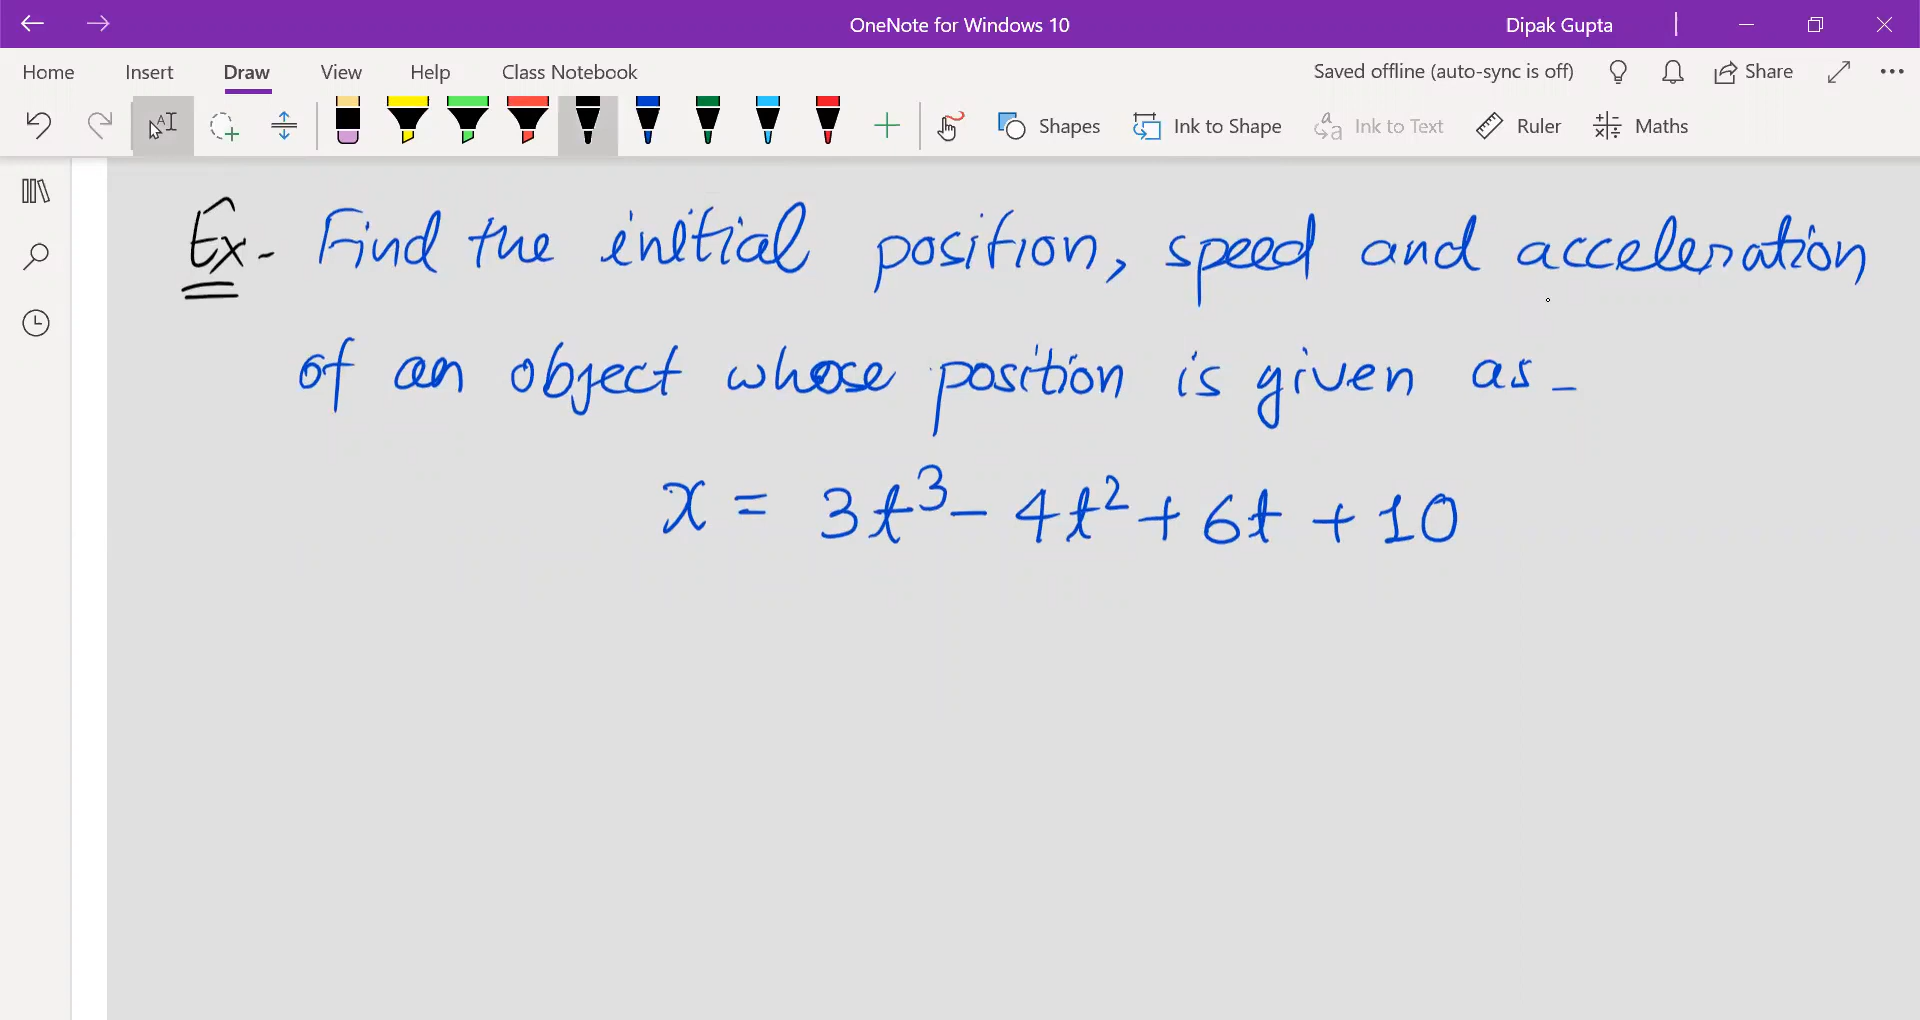 OneNote for Windows 10 Dipak Gupta
Home Insert Draw View Help Class Notebook Saved offline (auto-sync is off) Share
Shapes Ink to Shape Ink to Text Ruler Maths
Ex- Find the initial position, speed and acceleration
of an object whose position is given as -
x = 3t³ - 4t² + 6t + 10